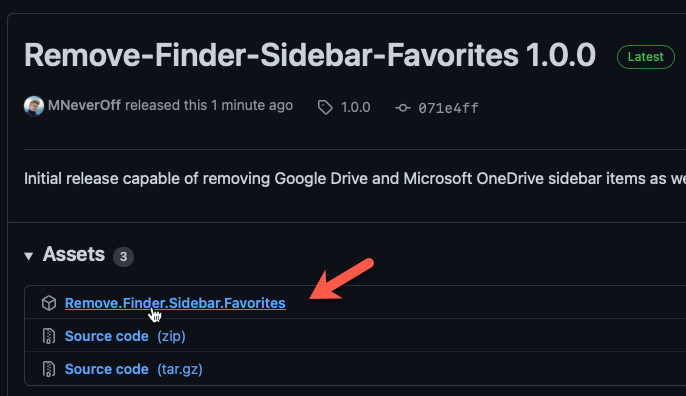 Remove-Finder-Sidebar-Favorites 1.0.0 Latest
MNeverOff released this 1 minute ago 1.0.0 071e4ff
Initial release capable of removing Google Drive and Microsoft OneDrive sidebar items as we
Assets 3
Remove.Finder.Sidebar.Favorites
Source code (zip)
Source code (tar.gz)